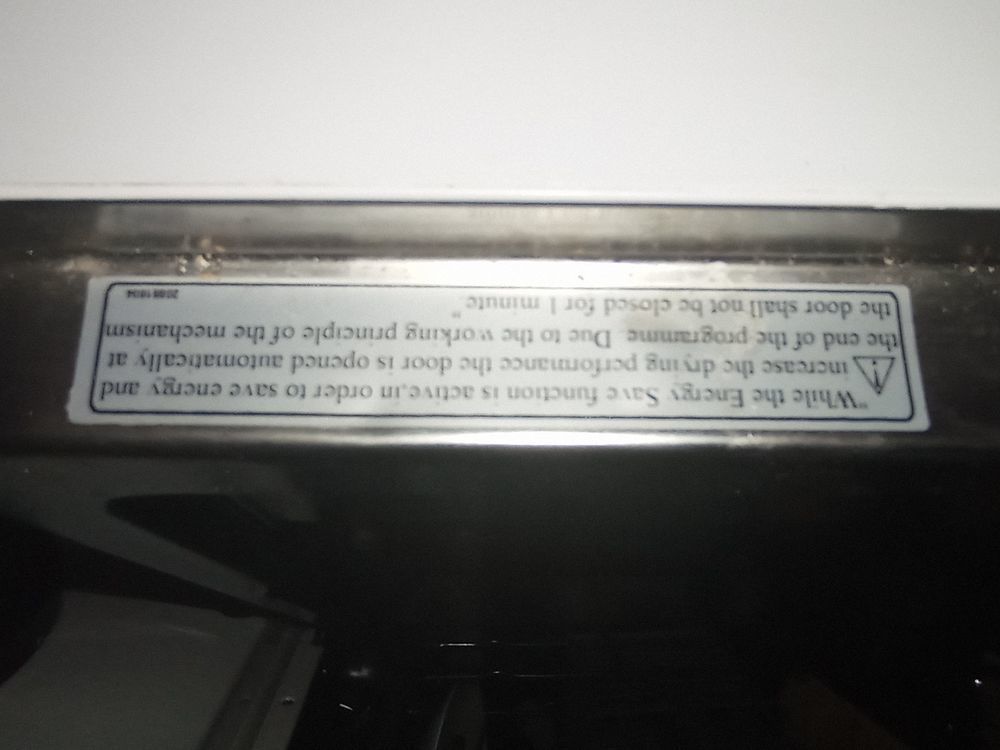 "While the Energy Save function is active,in order to save energy and
increase the drying performance the door is opened automatically at
the end of the programme. Due to the working principle of the mechanism
the door shall not be closed for 1 minute."